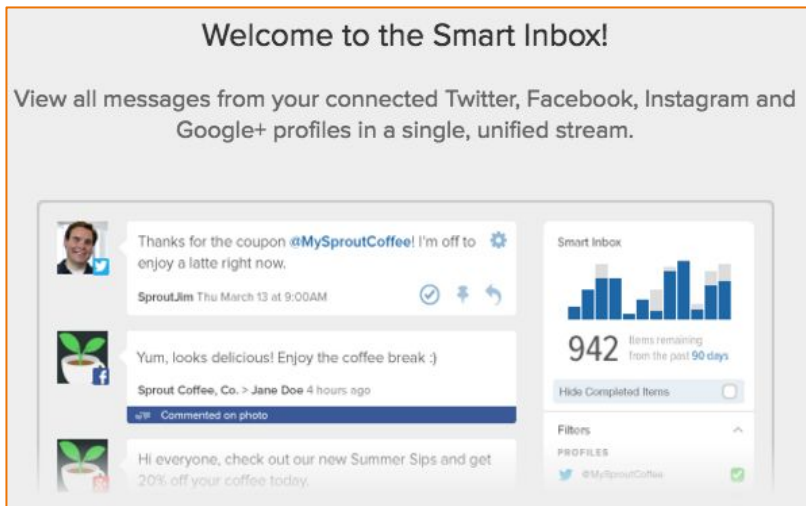 Welcome to the Smart Inbox!
View all messages from your connected Twitter, Facebook, Instagram and
Google+ profiles in a single, unified stream.
Thanks for the coupon @MySproutCoffee! I'm off to
enjoy a latte right now.
SproutJim Thu March 13 at 9:00AM
Yum, looks delicious! Enjoy the coffee break :)
Sprout Coffee, Co. > Jane Doe 4 hours ago
Commented on photo
Hi everyone, check out our new Summer Sips and get
20% off your coffee today.
Smart Inbox
942 Items remaining
from the past 90 days
Hide Completed Items
Filters
PROFILES
@MySproutCoffee